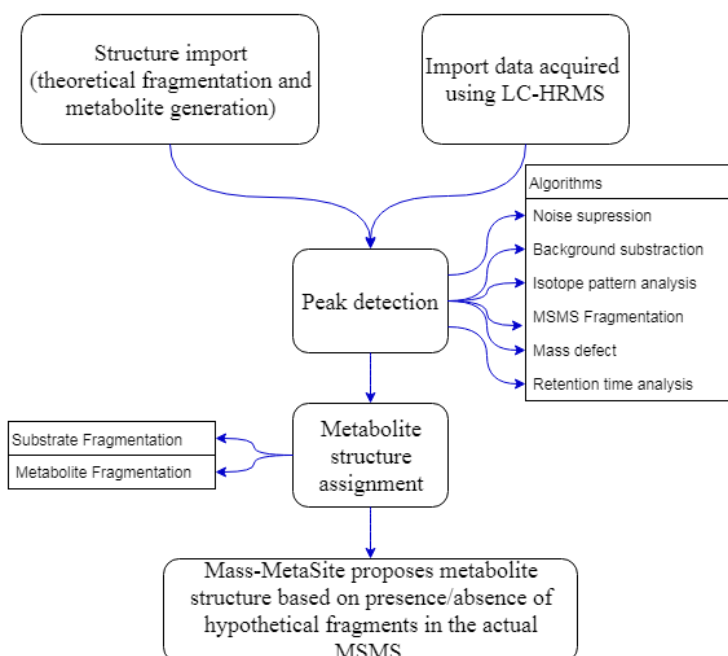 Structure import
(theoretical fragmentation and
metabolite generation)
Import data acquired
using LC-HRMS
Algorithms
Noise supression
Background substraction
Isotope pattern analysis
MSMS Fragmentation
Mass defect
Retention time analysis
Peak detection
Metabolite
structure
assignment
Substrate Fragmentation
Metabolite Fragmentation
Mass-MetaSite proposes metabolite
structure based on presence/absence of
hypothetical fragments in the actual
MSMS